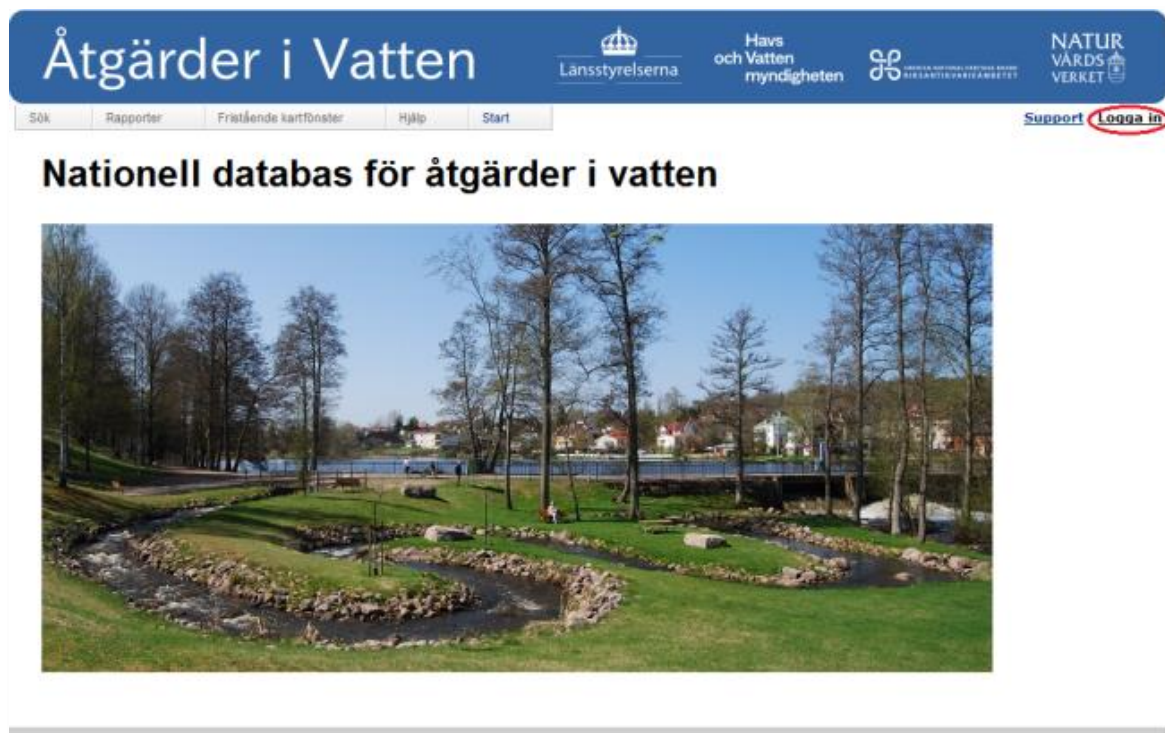 Åtgärder i Vatten
Länsstyrelserna
Havs
och Vatten
myndigheten
RIKSANTIKVARIEÄMBETET
NATUR
VÅRDS
VERKET
Sök Rapporter Fristående kartfönster Hjälp Start
Support Logga in
Nationell databas för åtgärder i vatten